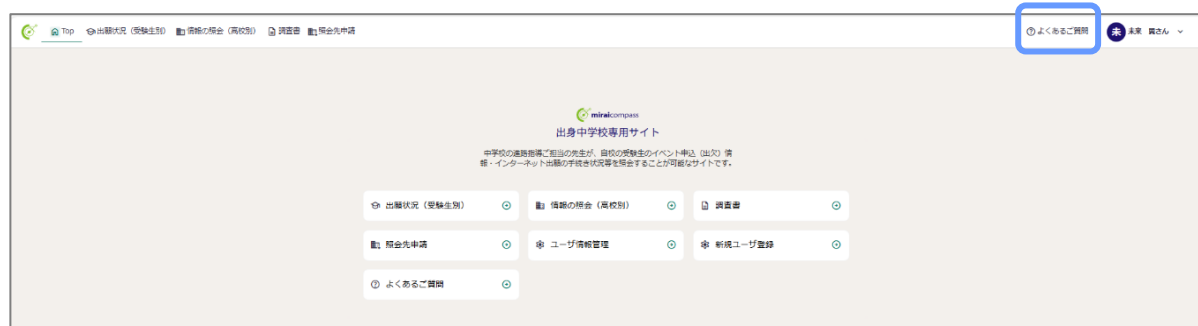 Top 出願状況（受験生別） 情報の照会（高校別） 調査書 照会先申請 よくあるご質問 未 未来 賢さん
miraicompass
出身中学校専用サイト
中学校の進路指導ご担当の先生が、自校の受験生のイベント申込（出欠）情
報・インターネット出願の手続き状況等を照会することが可能なサイトです。
出願状況（受験生別） 情報の照会（高校別） 調査書
照会先申請 ユーザ情報管理 新規ユーザ登録
よくあるご質問